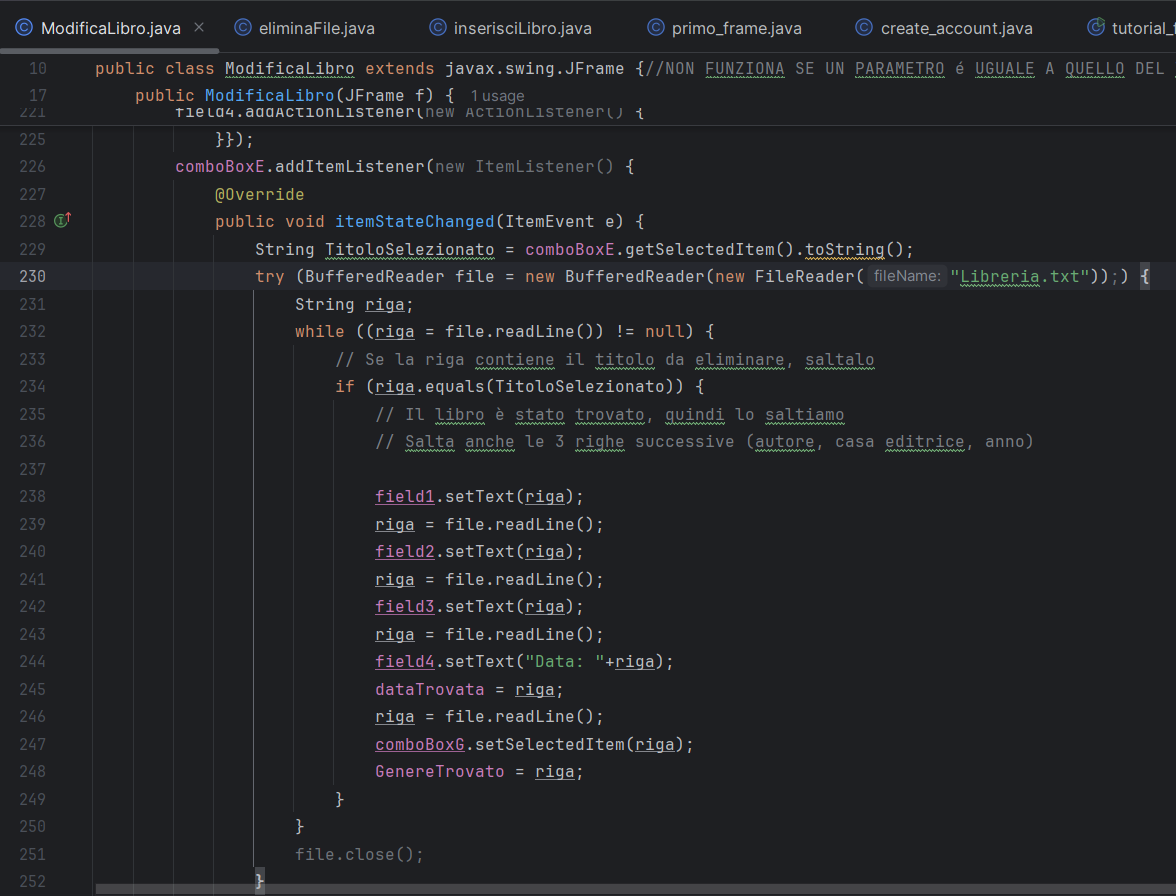 ModificaLibro.java × eliminaFile.java inserisciLibro.java primo_frame.java create_account.java tutorial_
10 public class ModificaLibro extends javax.swing.JFrame {//NON FUNZIONA SE UN PARAMETRO é UGUALE A QUELLO DEL
17 public ModificaLibro(JFrame f) { 1 usage
221 field4.addActionListener(new ActionListener() {
225 }});
226 comboBoxE.addItemListener(new ItemListener() {
227 @Override
228 public void itemStateChanged(ItemEvent e) {
229 String TitoloSelezionato = comboBoxE.getSelectedItem().toString();
230 try (BufferedReader file = new BufferedReader(new FileReader( fileName: "Libreria.txt"));) {
231 String riga;
232 while ((riga = file.readLine()) != null) {
233 // Se la riga contiene il titolo da eliminare, saltalo
234 if (riga.equals(TitoloSelezionato)) {
235 // Il libro è stato trovato, quindi lo saltiamo
236 // Salta anche le 3 righe successive (autore, casa editrice, anno)
237
238 field1.setText(riga);
239 riga = file.readLine();
240 field2.setText(riga);
241 riga = file.readLine();
242 field3.setText(riga);
243 riga = file.readLine();
244 field4.setText("Data: "+riga);
245 dataTrovata = riga;
246 riga = file.readLine();
247 comboBoxG.setSelectedItem(riga);
248 GenereTrovato = riga;
249 }
250 }
251 file.close();
252 }